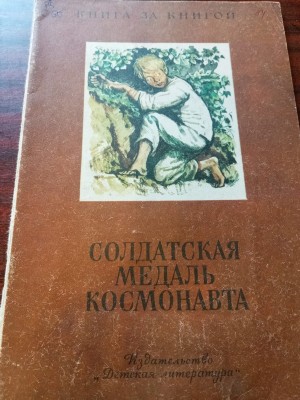 КНИГА ЗА КНИГОЙ
СОЛДАТСКАЯ
МЕДАЛЬ
КОСМОНАВТА
Издательство
„Детская литература“